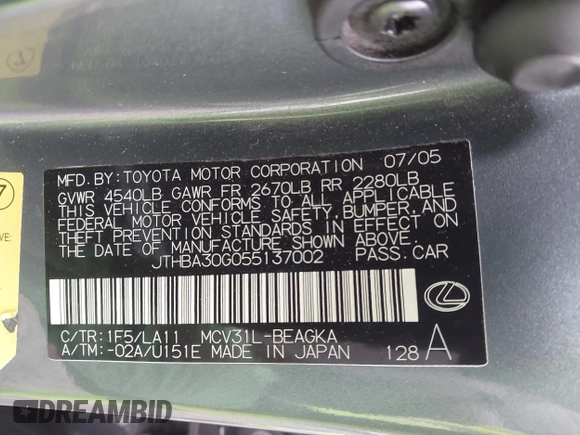 MFD.BY:TOYOTA MOTOR CORPORATION 07/05
GVWR 4540LB GAWR FR 2670LB RR 2280LB
THIS VEHICLE CONFORMS TO ALL APPLICABLE
FEDERAL MOTOR VEHICLE SAFETY, BUMPER, AND
THEFT PREVENTION STANDARDS IN EFFECT ON
THE DATE OF MANUFACTURE SHOWN ABOVE.
JTHBA30G055137002 PASS.CAR
C/TR:1F5/LA11 MCV31L-BEAGKA
A/TM:-02A/U151E MADE IN JAPAN 128 A
7
VE:
DREAMBID